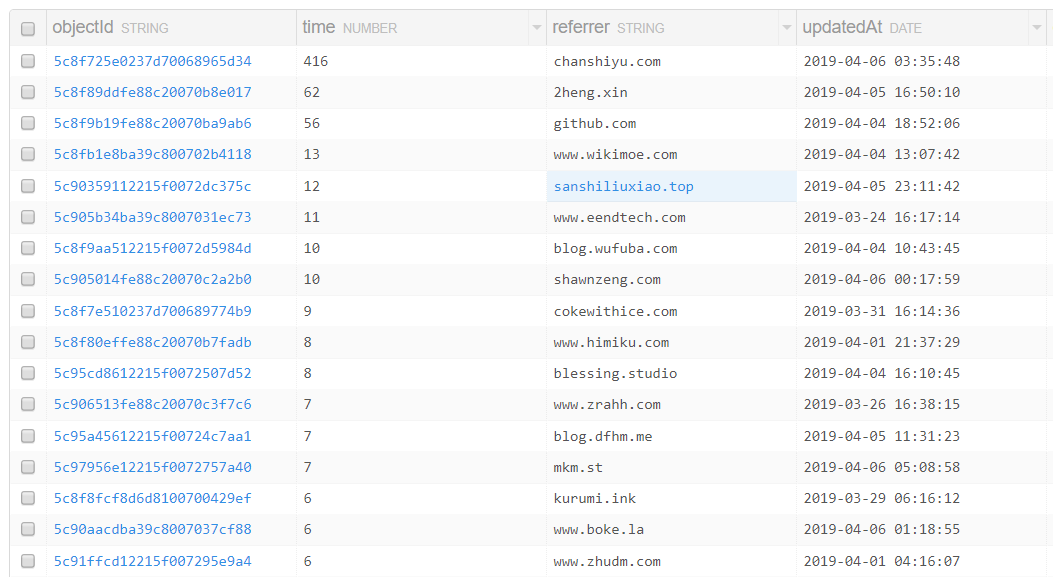 objectId STRING time NUMBER referrer STRING updatedAt DATE
5c8f725e0237d70068965d34 416 chanshiyu.com 2019-04-06 03:35:48
5c8f89ddfe88c20070b8e017 62 2heng.xin 2019-04-05 16:50:10
5c8f9b19fe88c20070ba9ab6 56 github.com 2019-04-04 18:52:06
5c8fb1e8ba39c800702b4118 13 www.wikimoe.com 2019-04-04 13:07:42
5c90359112215f0072dc375c 12 sanshiliuxiao.top 2019-04-05 23:11:42
5c905b34ba39c8007031ec73 11 www.eendtech.com 2019-03-24 16:17:14
5c8f9aa512215f0072d5984d 10 blog.wufuba.com 2019-04-04 10:43:45
5c905014fe88c20070c2a2b0 10 shawnzeng.com 2019-04-06 00:17:59
5c8f7e510237d700689774b9 9 cokewithice.com 2019-03-31 16:14:36
5c8f80effe88c20070b7fadb 8 www.himiku.com 2019-04-01 21:37:29
5c95cd8612215f0072507d52 8 blessing.studio 2019-04-04 16:10:45
5c906513fe88c20070c3f7c6 7 www.zrahh.com 2019-03-26 16:38:15
5c95a45612215f00724c7aa1 7 blog.dfhm.me 2019-04-05 11:31:23
5c97956e12215f0072757a40 7 mkm.st 2019-04-06 05:08:58
5c8f8fcf8d6d8100700429ef 6 kurumi.ink 2019-03-29 06:16:12
5c90aacdba39c8007037cf88 6 www.boke.la 2019-04-06 01:18:55
5c91ffcd12215f007295e9a4 6 www.zhudm.com 2019-04-01 04:16:07